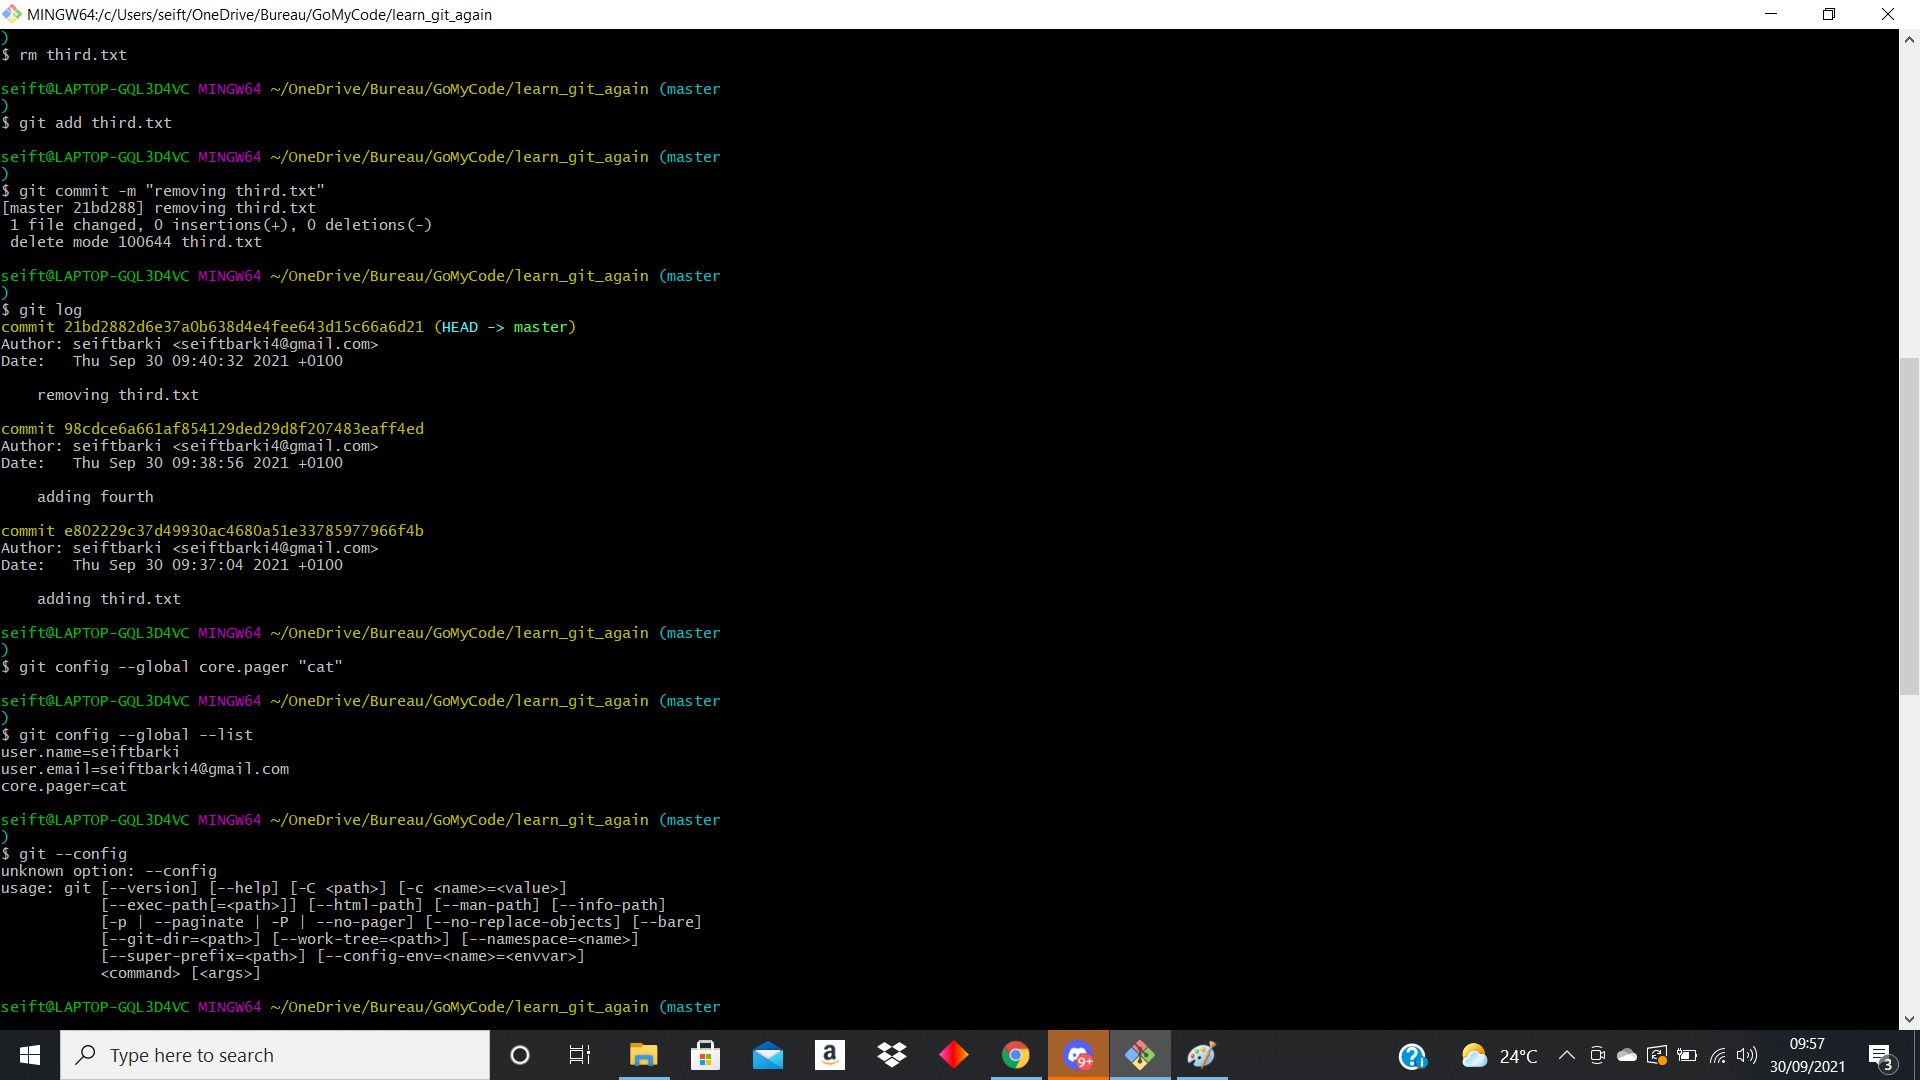 MINGW64:/c/Users/seift/OneDrive/Bureau/GoMyCode/learn_git_again
)
$ rm third.txt
seift@LAPTOP-GQL3D4VC MINGW64 ~/OneDrive/Bureau/GoMyCode/learn_git_again (master
)
$ git add third.txt
seift@LAPTOP-GQL3D4VC MINGW64 ~/OneDrive/Bureau/GoMyCode/learn_git_again (master
)
$ git commit -m "removing third.txt"
[master 21bd288] removing third.txt
 1 file changed, 0 insertions(+), 0 deletions(-)
 delete mode 100644 third.txt
seift@LAPTOP-GQL3D4VC MINGW64 ~/OneDrive/Bureau/GoMyCode/learn_git_again (master
)
$ git log
commit 21bd2882d6e37a0b638d4e4fee643d15c66a6d21 (HEAD -> master)
Author: seiftbarki <seiftbarki4@gmail.com>
Date:   Thu Sep 30 09:40:32 2021 +0100
    removing third.txt
commit 98cdce6a661af854129ded29d8f207483eaff4ed
Author: seiftbarki <seiftbarki4@gmail.com>
Date:   Thu Sep 30 09:38:56 2021 +0100
    adding fourth
commit e802229c37d49930ac4680a51e33785977966f4b
Author: seiftbarki <seiftbarki4@gmail.com>
Date:   Thu Sep 30 09:37:04 2021 +0100
    adding third.txt
seift@LAPTOP-GQL3D4VC MINGW64 ~/OneDrive/Bureau/GoMyCode/learn_git_again (master
)
$ git config --global core.pager "cat"
seift@LAPTOP-GQL3D4VC MINGW64 ~/OneDrive/Bureau/GoMyCode/learn_git_again (master
)
$ git config --global --list
user.name=seiftbarki
user.email=seiftbarki4@gmail.com
core.pager=cat
seift@LAPTOP-GQL3D4VC MINGW64 ~/OneDrive/Bureau/GoMyCode/learn_git_again (master
)
$ git --config
unknown option: --config
usage: git [--version] [--help] [-C <path>] [-c <name>=<value>]
           [--exec-path[=<path>]] [--html-path] [--man-path] [--info-path]
           [-p | --paginate | -P | --no-pager] [--no-replace-objects] [--bare]
           [--git-dir=<path>] [--work-tree=<path>] [--namespace=<name>]
           [--super-prefix=<path>] [--config-env=<name>=<envvar>]
           <command> [<args>]
seift@LAPTOP-GQL3D4VC MINGW64 ~/OneDrive/Bureau/GoMyCode/learn_git_again (master
Type here to search
a
9+
24°C
09:57
30/09/2021
3